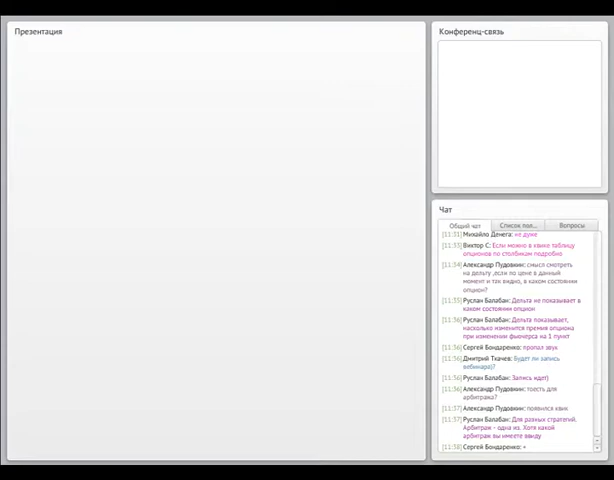 Презентация
Конференц-связь
Чат
Общий чат
Список пол...
Вопросы
[11:31] Михайло Денега: не дуже
[11:33] Виктор С: Если можно в квике таблицу
опционов по столбикам подробно
[11:34] Александр Пудовкин: смысл смотреть
на дельту ,если по цене в данный
момент и так видно, в каком состоянии
опцион?
[11:35] Руслан Балабан: Дельта не показывает в
каком состоянии опцион
[11:36] Руслан Балабан: Дельта показывает,
насколько изменится премия опциона
при изменении фьючерса на 1 пункт
[11:36] Сергей Бондаренко: пропал звук
[11:36] Дмитрий Ткачев: Будет ли запись
вебинара)?
[11:36] Руслан Балабан: Запись идет)
[11:36] Александр Пудовкин: тоесть для
арбитража?
[11:37] Александр Пудовкин: появился квик
[11:37] Руслан Балабан: Для разных стратегий.
Арбитраж - одна из. Хотя какой
арбитраж вы имеете ввиду
[11:38] Сергей Бондаренко: +